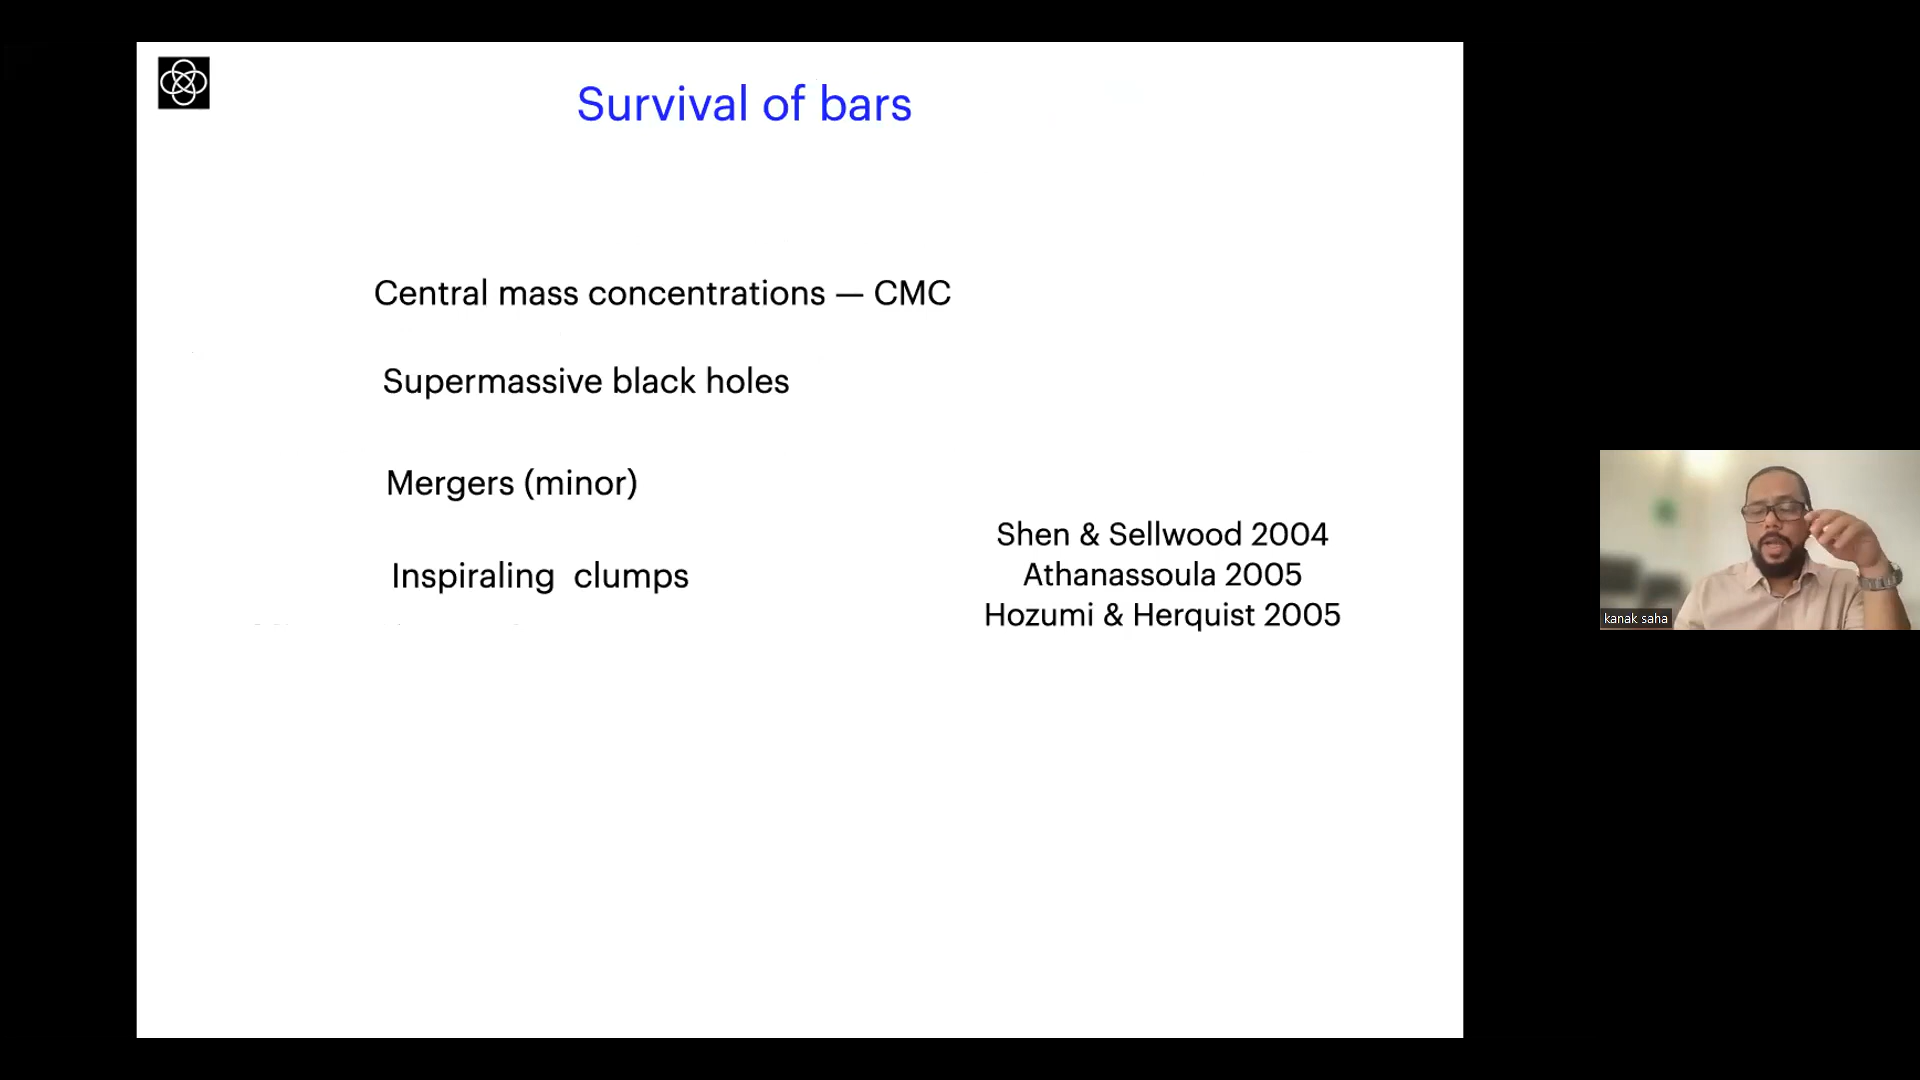 Survival of bars
Central mass concentrations — CMC
Supermassive black holes
Mergers (minor)
Inspiraling clumps
Shen & Sellwood 2004
Athanassoula 2005
Hozumi & Herquist 2005
kanak saha